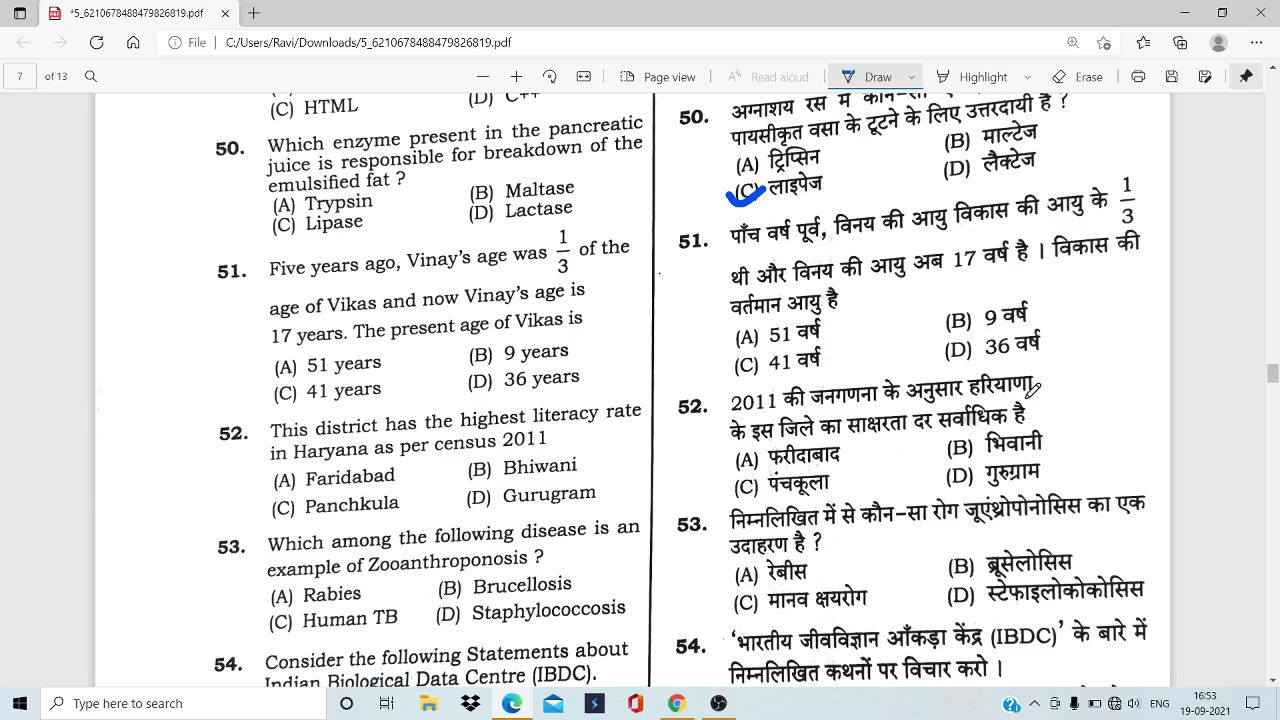 *5_6210678488479826819.pdf
File C:/Users/Ravi/Downloads/5_6210678488479826819.pdf
7 of 13 Page view Read aloud Draw Highlight Erase
(C) HTML (D) C++
50. Which enzyme present in the pancreatic
juice is responsible for breakdown of the
emulsified fat ?
(A) Trypsin (B) Maltase
(C) Lipase (D) Lactase
51. Five years ago, Vinay's age was 1/3 of the
age of Vikas and now Vinay's age is
17 years. The present age of Vikas is
(A) 51 years (B) 9 years
(C) 41 years (D) 36 years
52. This district has the highest literacy rate
in Haryana as per census 2011
(A) Faridabad (B) Bhiwani
(C) Panchkula (D) Gurugram
53. Which among the following disease is an
example of Zooanthroponosis ?
(A) Rabies (B) Brucellosis
(C) Human TB (D) Staphylococcosis
54. Consider the following Statements about
Indian Biological Data Centre (IBDC).
50. अग्नाशय रस में कौन-सा
पायसीकृत वसा के टूटने के लिए उत्तरदायी है ?
(A) ट्रिप्सिन (B) माल्टेज
(C) लाइपेज (D) लैक्टेज
51. पाँच वर्ष पूर्व, विनय की आयु विकास की आयु के 1/3
थी और विनय की आयु अब 17 वर्ष है । विकास की
वर्तमान आयु है
(A) 51 वर्ष (B) 9 वर्ष
(C) 41 वर्ष (D) 36 वर्ष
52. 2011 की जनगणना के अनुसार हरियाणा
के इस जिले का साक्षरता दर सर्वाधिक है
(A) फरीदाबाद (B) भिवानी
(C) पंचकूला (D) गुरुग्राम
53. निम्नलिखित में से कौन-सा रोग जूएंथ्रोपोनोसिस का एक
उदाहरण है ?
(A) रेबीस (B) ब्रूसेलोसिस
(C) मानव क्षयरोग (D) स्टेफाइलोकोकोसिस
54. 'भारतीय जीवविज्ञान आँकड़ा केंद्र (IBDC)' के बारे में
निम्नलिखित कथनों पर विचार करो ।
Type here to search
ENG 16:53
19-09-2021